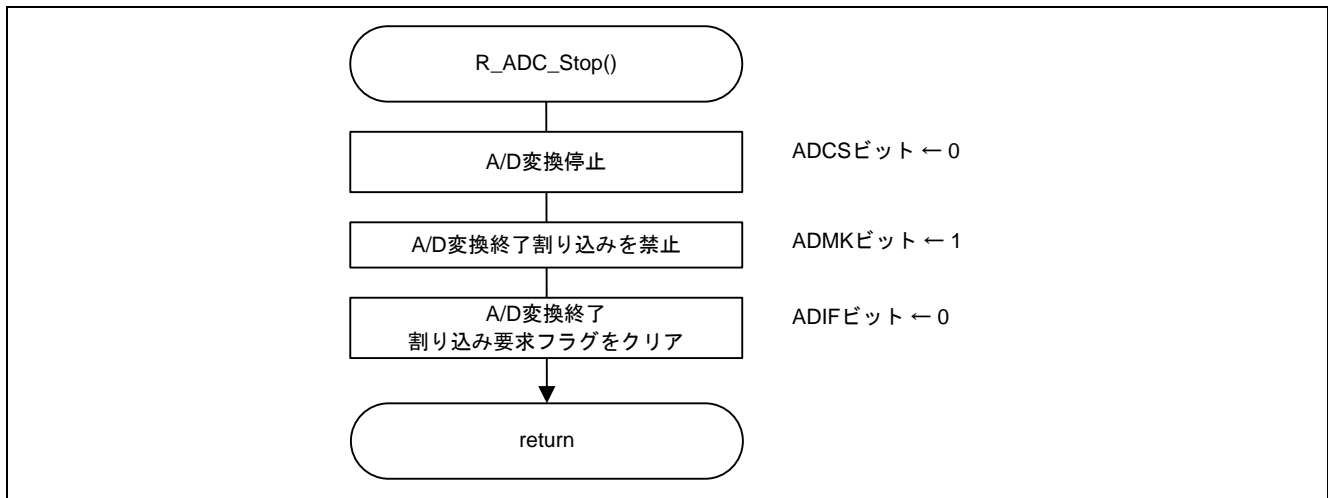 R_ADC_Stop()
A/D変換停止
ADCSビット ← 0
A/D変換終了割り込みを禁止
ADMKビット ← 1
A/D変換終了
割り込み要求フラグをクリア
ADIFビット ← 0
return